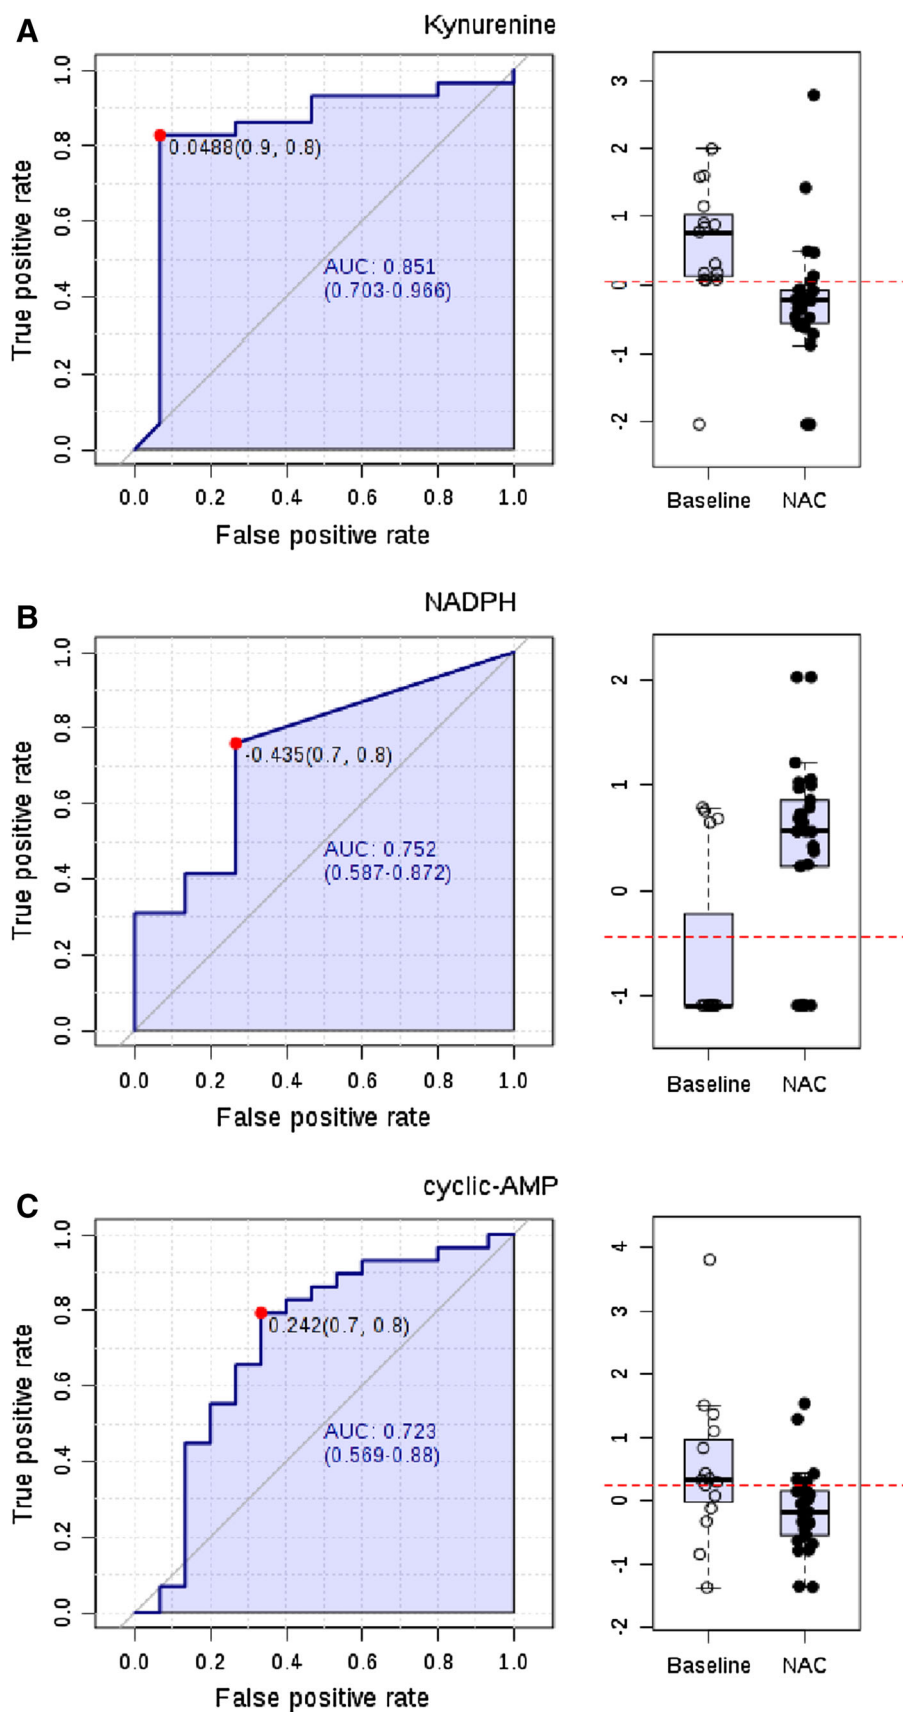 A
Kynurenine
True positive rate
1.0
0.8
0.6
0.4
0.2
0.0
0.0488(0.9, 0.8)
AUC: 0.851
(0.703-0.966)
0.0 0.2 0.4 0.6 0.8 1.0
False positive rate
3
2
1
0
-1
-2
Baseline NAC
B
NADPH
True positive rate
1.0
0.8
0.6
0.4
0.2
0.0
-0.435(0.7, 0.8)
AUC: 0.752
(0.587-0.872)
0.0 0.2 0.4 0.6 0.8 1.0
False positive rate
2
1
0
-1
Baseline NAC
C
cyclic-AMP
True positive rate
1.0
0.8
0.6
0.4
0.2
0.0
0.242(0.7, 0.8)
AUC: 0.723
(0.569-0.88)
0.0 0.2 0.4 0.6 0.8 1.0
False positive rate
4
3
2
1
0
-1
-2
Baseline NAC